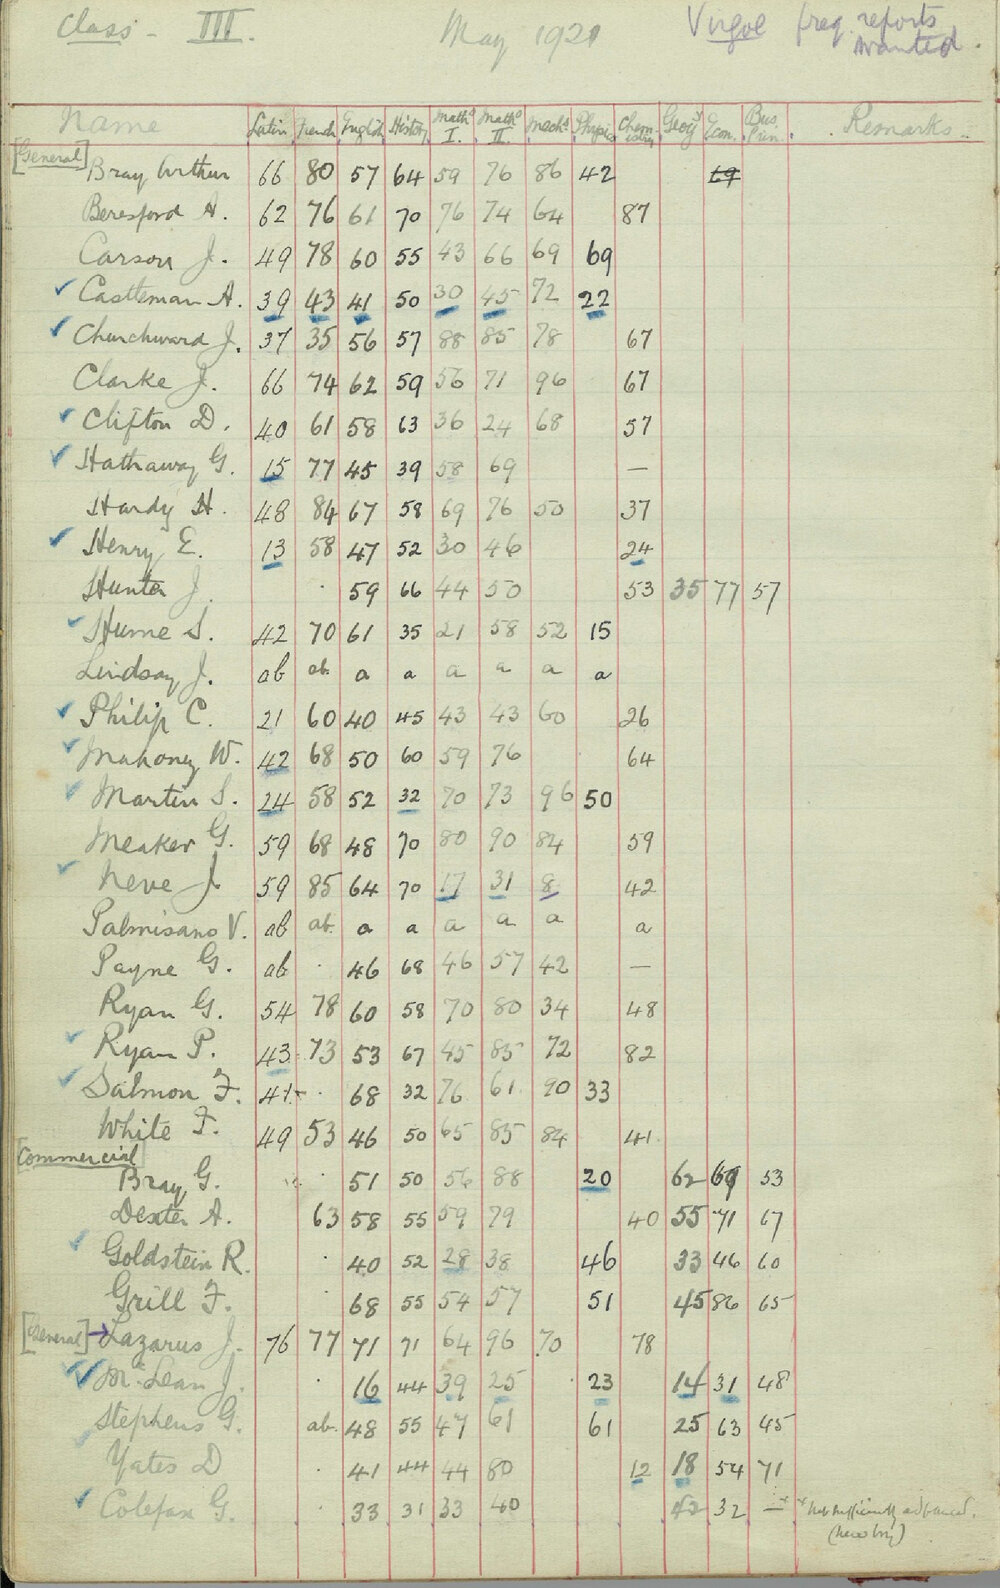 Class - III. May 1921 Virgoe freq. reports
wanted.
Name Latin French English History Maths I. Maths II. Mechs. Physics Chemistry Geog. Econ. Bus. Prin. Remarks
[General]
Bray Arthur 66 80 57 64 59 76 86 42 69
Beresford A. 62 76 61 70 76 74 64 87
Carson J. 49 78 60 55 43 66 69 69
Castleman A. 39 43 41 50 30 45 72 22
Churchward J. 37 35 56 57 88 85 78 67
Clarke J. 66 74 62 59 56 71 96 67
Clifton D. 40 61 58 63 36 24 68 57
Hathaway G. 15 77 45 39 58 69 —
Hardy H. 48 84 67 58 69 76 50 37
Henry E. 13 58 47 52 30 46 24
Hunter J. 59 66 44 50 53 35 77 57
Hume S. 42 70 61 35 21 58 52 15
Lindsay J. ab ab. a a a a a a
Philip C. 21 60 40 45 43 43 60 26
Mahoney W. 42 68 50 60 59 76 64
Martin S. 24 58 52 32 70 73 96 50
Meaker G. 59 68 48 70 80 90 84 59
Neve J 59 85 64 70 17 31 8 42
Palmisano V. ab ab. a a a a a a
Payne G. ab 46 68 46 57 42 —
Ryan G. 54 78 60 58 70 80 34 48
Ryan P. 43 73 53 67 45 85 72 82
Salmon F. 41 68 32 76 61 90 33
White F. 49 53 46 50 65 85 84 41
[Commercial]
Bray G. 51 50 56 88 20 62 69 53
Dexter A. 63 58 55 59 79 40 55 71 67
Goldstein R. 40 52 28 38 46 33 46 60
Grill F. 68 55 54 57 51 45 86 65
[General] → Lazarus J. 76 77 71 71 64 96 70 78
McLean J. 16 44 39 25 23 14 31 48
Stephens G. ab. 48 55 47 61 61 25 63 45
Yates D 41 44 44 80 12 18 54 71
Colefax G. 33 31 33 40 42 32 —* * Not sufficiently advanced.
(new boy)